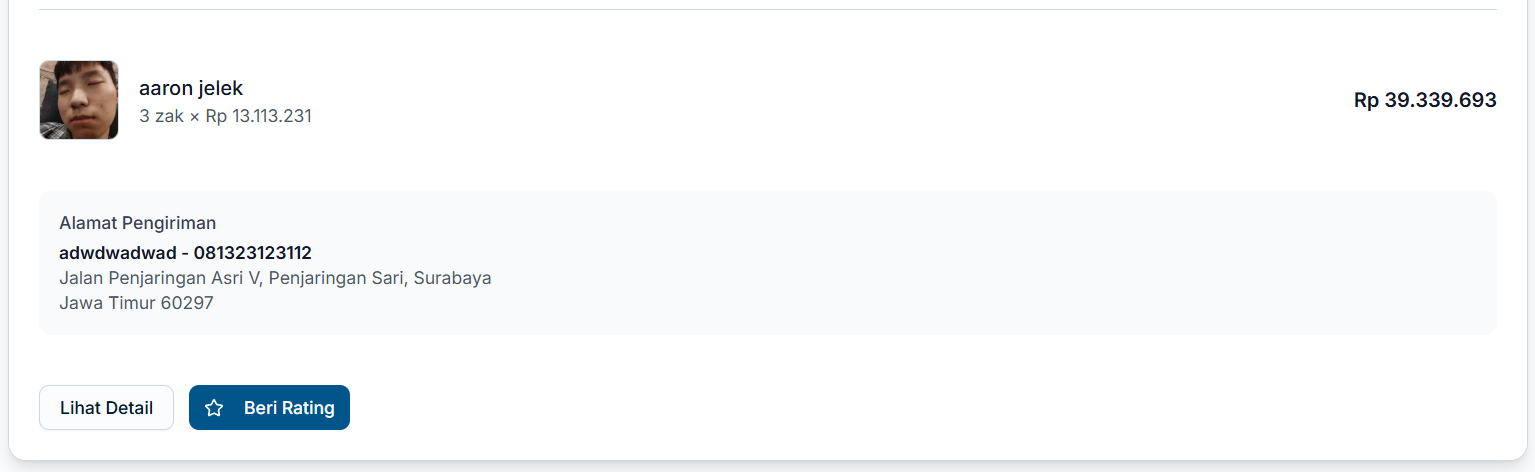 aaron jelek
3 zak × Rp 13.113.231
Rp 39.339.693
Alamat Pengiriman
adwdwadwad - 081323123112
Jalan Penjaringan Asri V, Penjaringan Sari, Surabaya
Jawa Timur 60297
Lihat Detail
Beri Rating